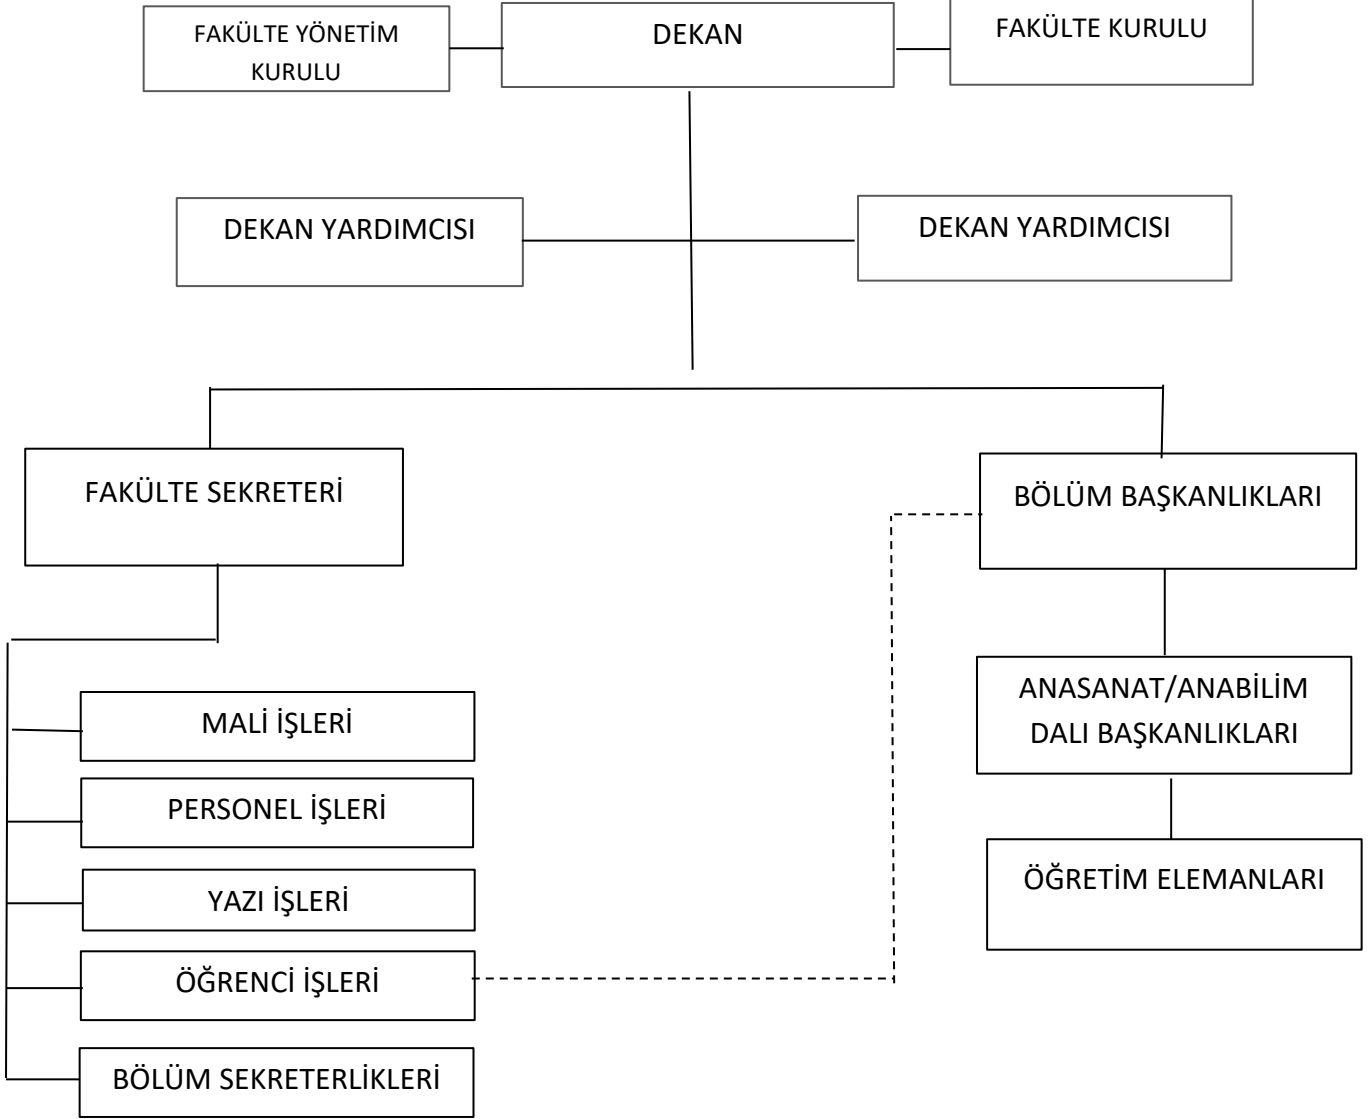 FAKÜLTE YÖNETİM
KURULU
DEKAN
FAKÜLTE KURULU
DEKAN YARDIMCISI
DEKAN YARDIMCISI
FAKÜLTE SEKRETERİ
BÖLÜM BAŞKANLIKLARI
MALİ İŞLERİ
PERSONEL İŞLERİ
YAZI İŞLERİ
ÖĞRENCİ İŞLERİ
BÖLÜM SEKRETERLİKLERİ
ANASANAT/ANABİLİM
DALI BAŞKANLIKLARI
ÖĞRETİM ELEMANLARI